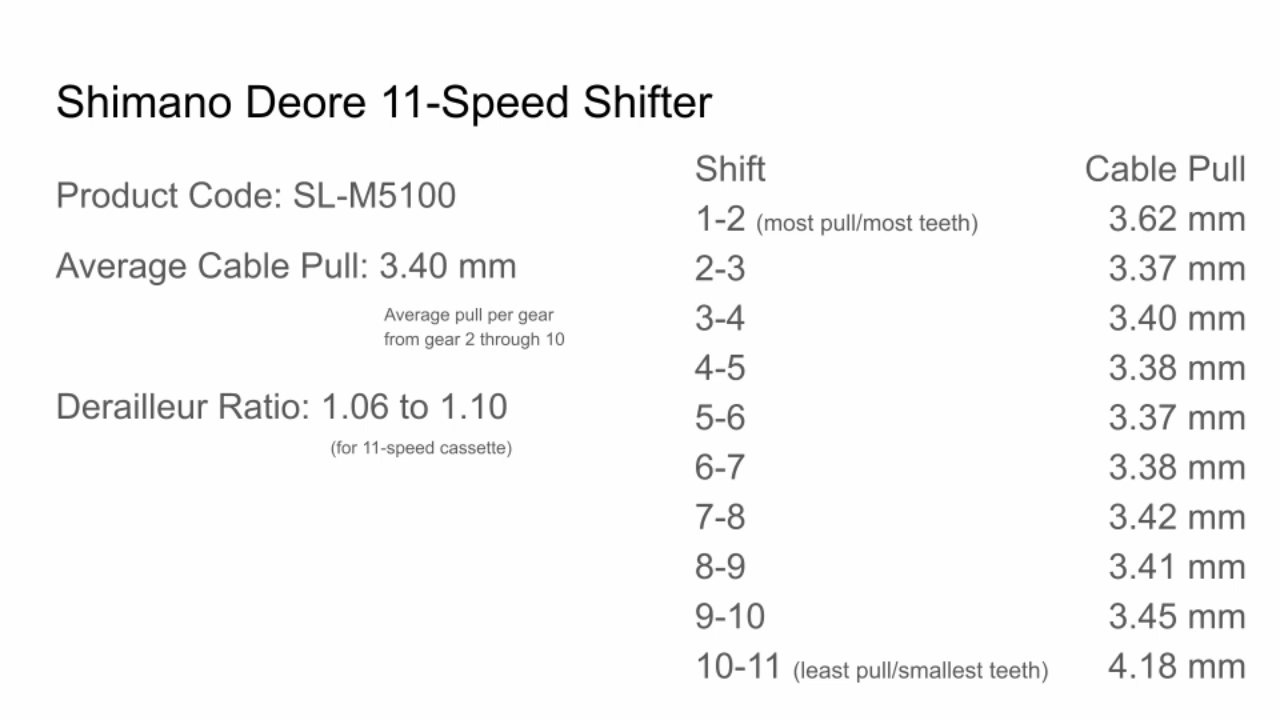 Shimano Deore 11-Speed Shifter
Product Code: SL-M5100
Average Cable Pull: 3.40 mm
Average pull per gear
from gear 2 through 10
Derailleur Ratio: 1.06 to 1.10
(for 11-speed cassette)
Shift Cable Pull
1-2 (most pull/most teeth) 3.62 mm
2-3 3.37 mm
3-4 3.40 mm
4-5 3.38 mm
5-6 3.37 mm
6-7 3.38 mm
7-8 3.42 mm
8-9 3.41 mm
9-10 3.45 mm
10-11 (least pull/smallest teeth) 4.18 mm